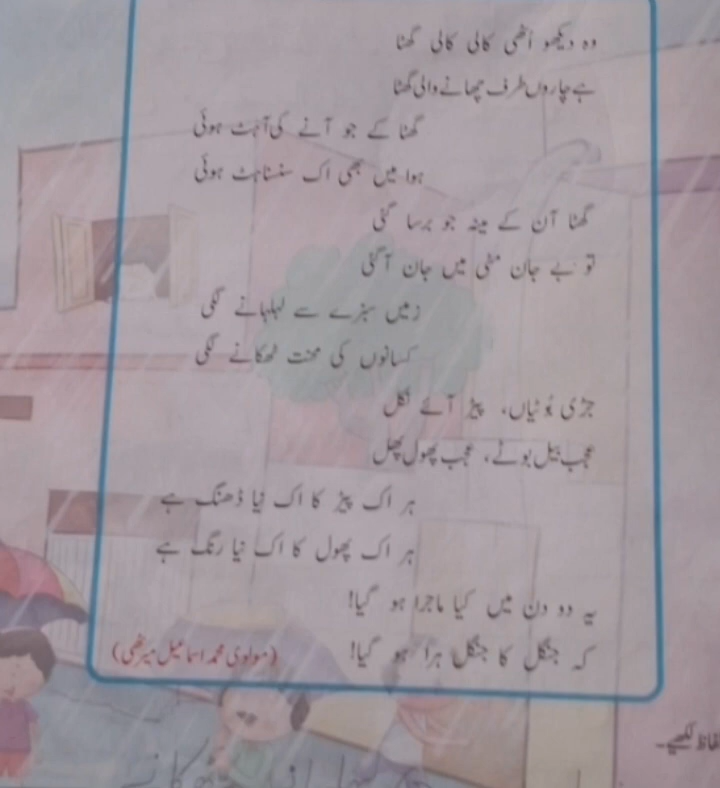 وہ دیکھو اُٹھی کالی کالی گھٹا
ہے چاروں طرف چھانے والی گھٹا
گھٹا کے جو آنے کی آہٹ ہوئی
ہوا میں بھی اک سنسناہٹ ہوئی
گھٹا آن کے مینہ جو برسا گئی
تو بے جان مٹی میں جان آ گئی
زمیں سبزے سے لہلہانے لگی
کسانوں کی محنت ٹھکانے لگی
جڑی بُوٹیاں، پیڑ آئے نکل
عجب بیل بوٹے، عجب پھول پھل
ہر اک پیڑ کا اک نیا ڈھنگ ہے
ہر اک پھول کا اک نیا رنگ ہے
یہ دو دن میں کیا ماجرا ہو گیا!
کہ جنگل کا جنگل ہرا ہو گیا! (مولوی محمد اسماعیل میرٹھی)
لکھیے۔